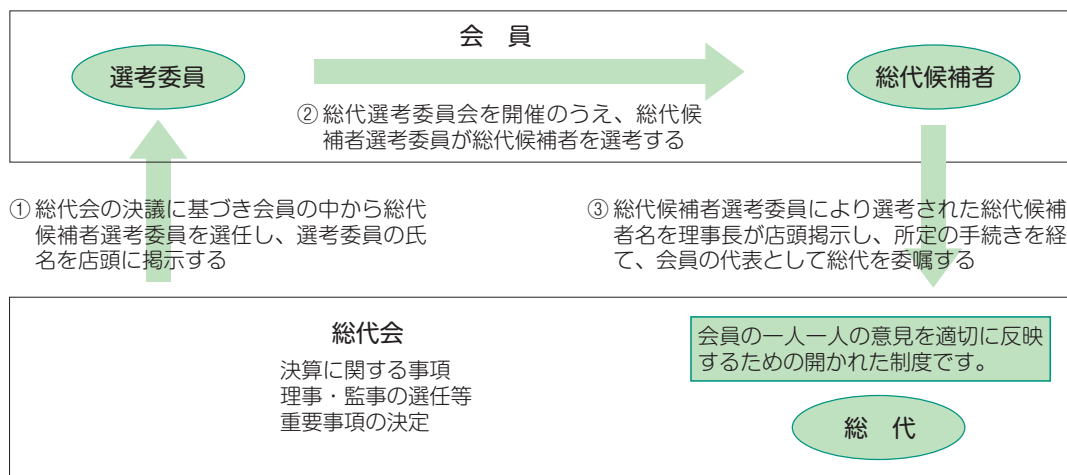 会 員
選考委員
総代候補者
② 総代選考委員会を開催のうえ、総代候
補者選考委員が総代候補者を選考する
① 総代会の決議に基づき会員の中から総代
候補者選考委員を選任し、選考委員の氏
名を店頭に掲示する
③ 総代候補者選考委員により選考された総代候補
者名を理事長が店頭掲示し、所定の手続きを経
て、会員の代表として総代を委嘱する
総代会
決算に関する事項
理事・監事の選任等
重要事項の決定
会員の一人一人の意見を適切に反映
するための開かれた制度です。
総 代